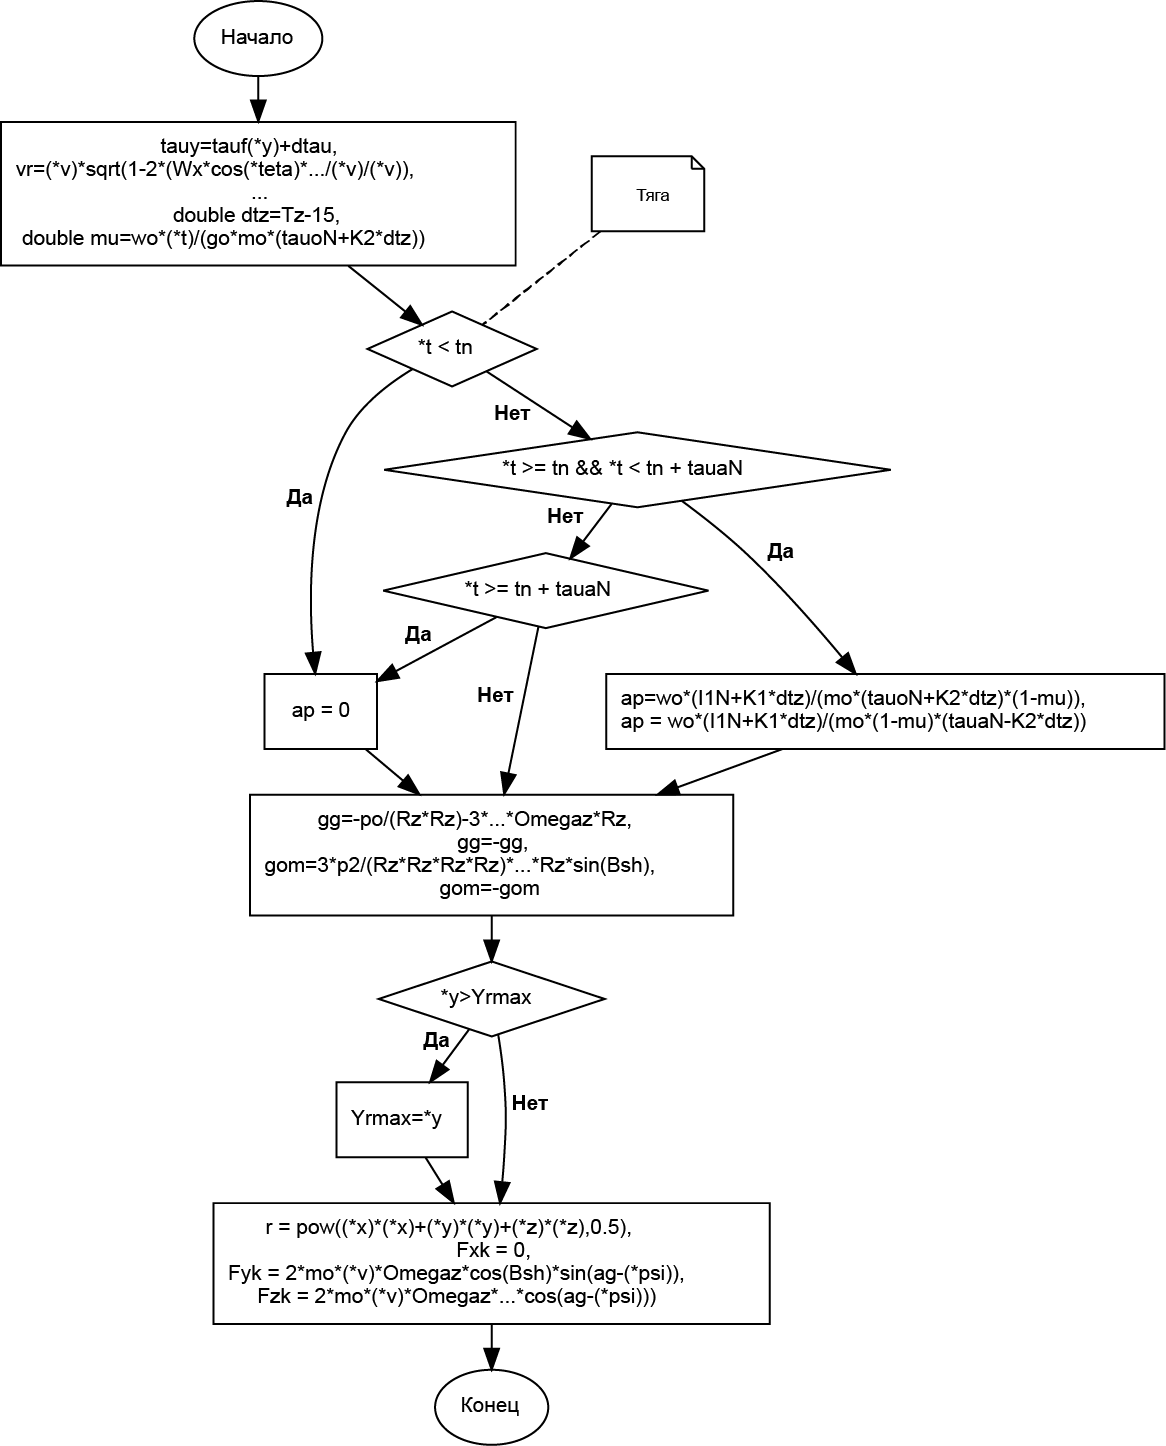 Начало
tauy=tauf(*y)+dtau,
vr=(*v)*sqrt(1-2*(Wx*cos(*teta)*.../(*v)/(*v)),
...
double dtz=Tz-15,
double mu=wo*(*t)/(go*mo*(tauoN+K2*dtz))
Тяга
*t < tn
Нет
*t >= tn && *t < tn + tauaN
Да
Нет
Да
*t >= tn + tauaN
Да
Нет
ap = 0
ap=wo*(I1N+K1*dtz)/(mo*(tauoN+K2*dtz)*(1-mu)),
ap = wo*(I1N+K1*dtz)/(mo*(1-mu)*(tauaN-K2*dtz))
gg=-po/(Rz*Rz)-3*...*Omegaz*Rz,
gg=-gg,
gom=3*p2/(Rz*Rz*Rz*Rz)*...*Rz*sin(Bsh),
gom=-gom
*y>Yrmax
Да
Нет
Yrmax=*y
r = pow((*x)*(*x)+(*y)*(*y)+(*z)*(*z),0.5),
Fxk = 0,
Fyk = 2*mo*(*v)*Omegaz*cos(Bsh)*sin(ag-(*psi)),
Fzk = 2*mo*(*v)*Omegaz*...*cos(ag-(*psi)))
Конец